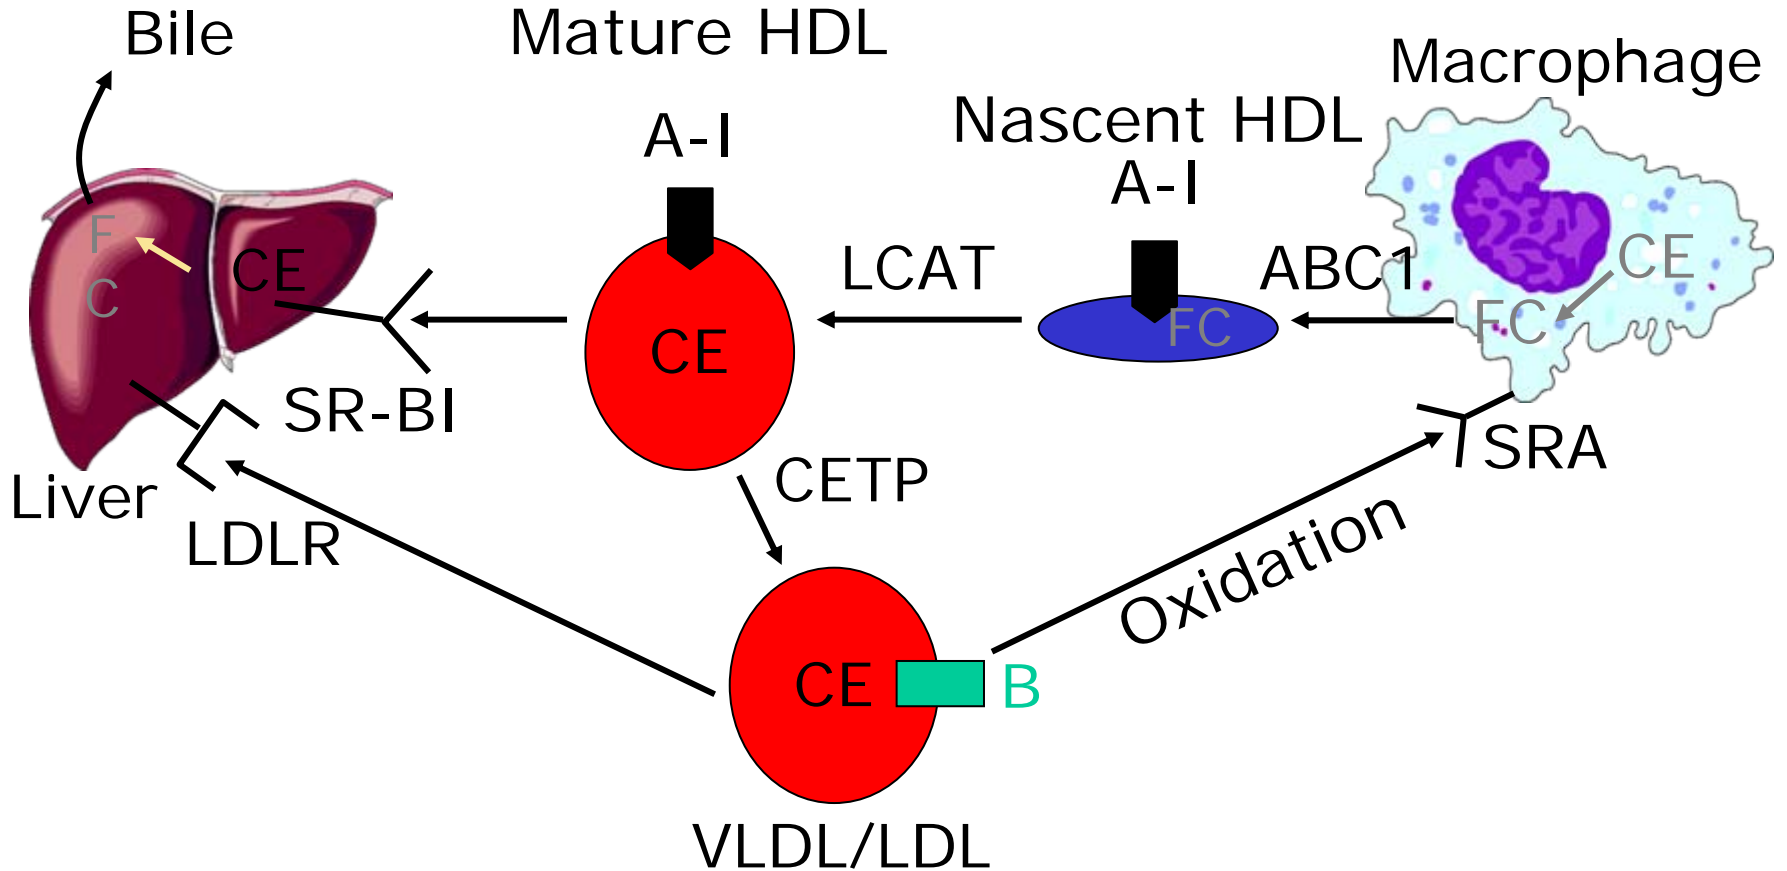 Bile
Mature HDL
Macrophage
Nascent HDL
A-I
A-I
F
C
CE
LCAT
ABC1
CE
FC
FC
CE
SR-BI
SRA
Liver
CETP
LDLR
Oxidation
CE
B
VLDL/LDL